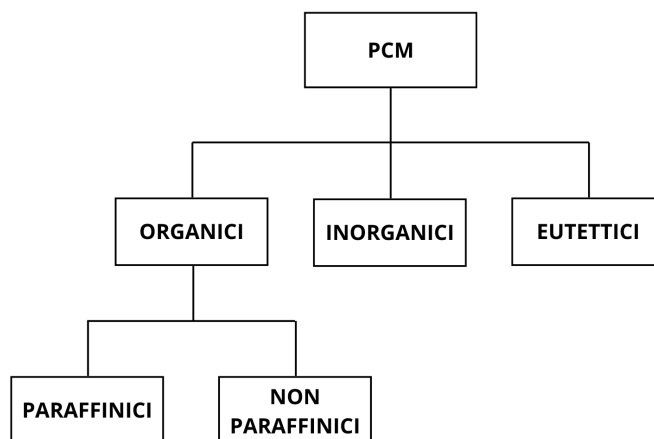 PCM
ORGANICI
INORGANICI
EUTETTICI
PARAFFINICI
NON
PARAFFINICI